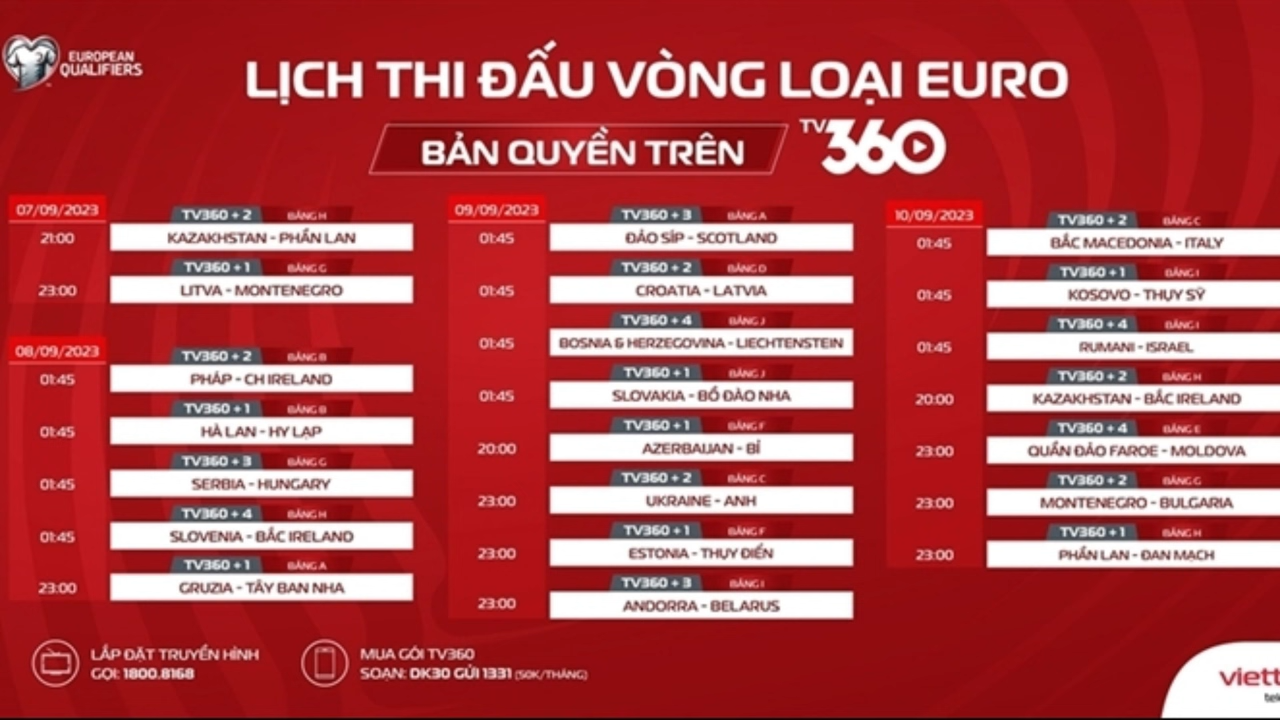 EUROPEAN
QUALIFIERS
LỊCH THI ĐẤU VÒNG LOẠI EURO
BẢN QUYỀN TRÊN TV360
07/09/2023
TV360 + 2 BẢNG H
21:00 KAZAKHSTAN - PHẦN LAN
TV360 + 1 BẢNG G
23:00 LITVA - MONTENEGRO
08/09/2023
TV360 + 2 BẢNG B
01:45 PHÁP - CH IRELAND
TV360 + 1 BẢNG B
01:45 HÀ LAN - HY LẠP
TV360 + 3 BẢNG G
01:45 SERBIA - HUNGARY
TV360 + 4 BẢNG H
01:45 SLOVENIA - BẮC IRELAND
TV360 + 1 BẢNG A
23:00 GRUZIA - TÂY BAN NHA
09/09/2023
TV360 + 3 BẢNG A
01:45 ĐẢO SÍP - SCOTLAND
TV360 + 2 BẢNG D
01:45 CROATIA - LATVIA
TV360 + 4 BẢNG J
01:45 BOSNIA & HERZEGOVINA - LIECHTENSTEIN
TV360 + 1 BẢNG J
01:45 SLOVAKIA - BỒ ĐÀO NHA
TV360 + 1 BẢNG F
20:00 AZERBAIJAN - BỈ
TV360 + 2 BẢNG C
23:00 UKRAINE - ANH
TV360 + 1 BẢNG F
23:00 ESTONIA - THỤY ĐIỂN
TV360 + 3 BẢNG I
23:00 ANDORRA - BELARUS
10/09/2023
TV360 + 2 BẢNG C
01:45 BẮC MACEDONIA - ITALY
TV360 + 1 BẢNG I
01:45 KOSOVO - THỤY SỸ
TV360 + 4 BẢNG I
01:45 RUMANI - ISRAEL
TV360 + 2 BẢNG H
20:00 KAZAKHSTAN - BẮC IRELAND
TV360 + 4 BẢNG E
23:00 QUẦN ĐẢO FAROE - MOLDOVA
TV360 + 2 BẢNG G
23:00 MONTENEGRO - BULGARIA
TV360 + 1 BẢNG H
23:00 PHẦN LAN - ĐAN MẠCH
LẮP ĐẶT TRUYỀN HÌNH
GỌI: 1800.8168
MUA GÓI TV360
SOẠN: DK30 GỬI 1331 (50K/THÁNG)
viett
tele